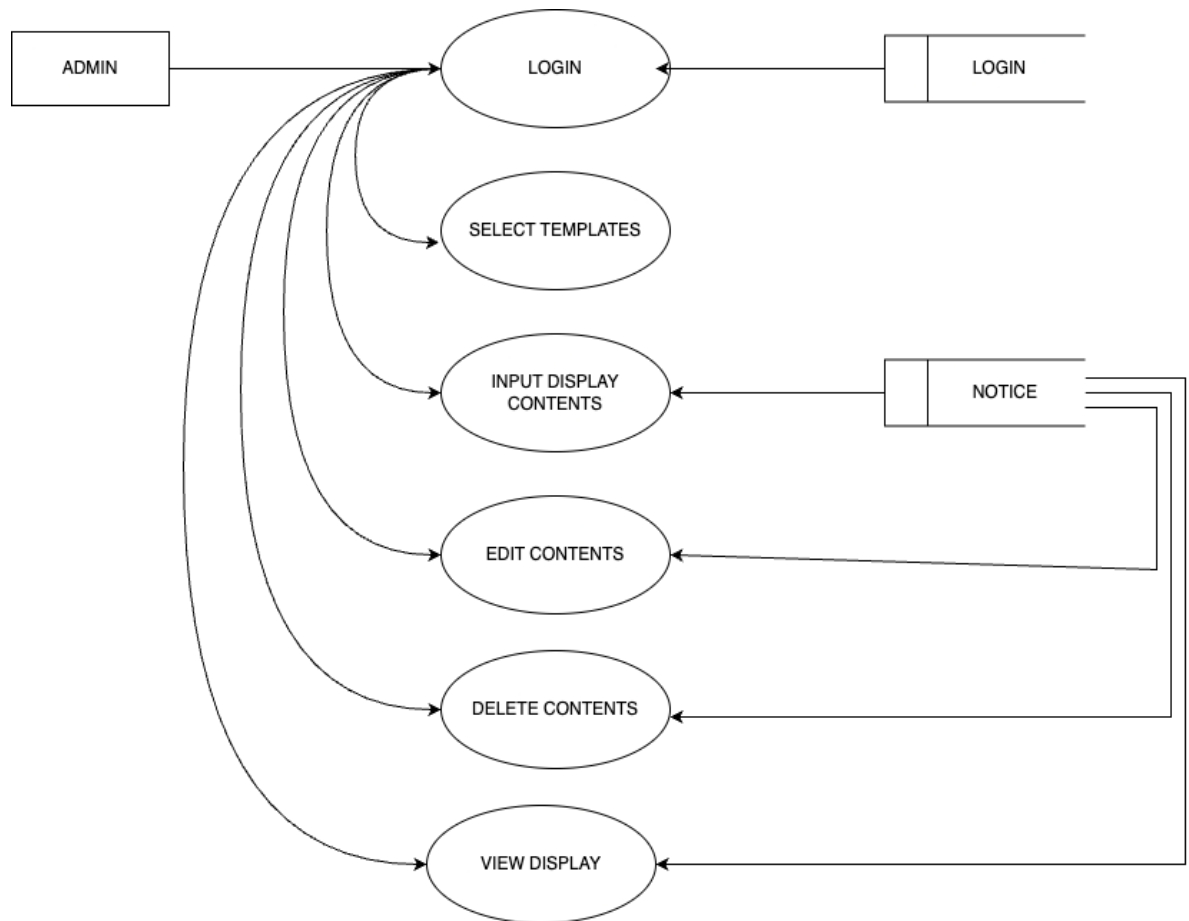 ADMIN
LOGIN
LOGIN
SELECT TEMPLATES
INPUT DISPLAY
CONTENTS
NOTICE
EDIT CONTENTS
DELETE CONTENTS
VIEW DISPLAY